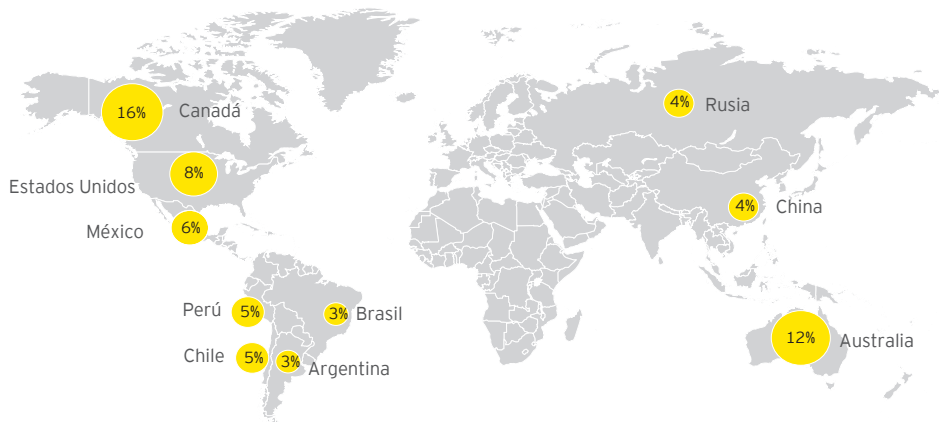 16% Canadá
8%
Estados Unidos
6%
México
Perú 5%
3% Brasil
Chile 5%
3% Argentina
4% Rusia
4% China
12% Australia